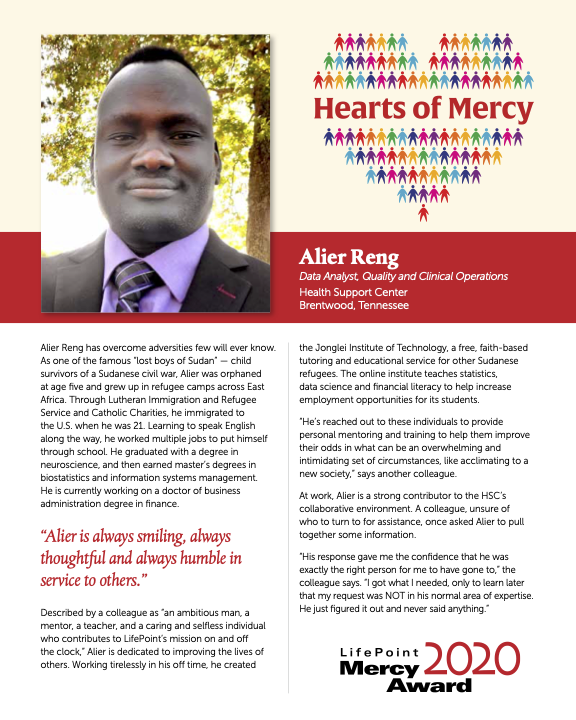 Hearts of Mercy
Alier Reng
Data Analyst, Quality and Clinical Operations
Health Support Center
Brentwood, Tennessee
Alier Reng has overcome adversities few will ever know.
As one of the famous "lost boys of Sudan" — child
survivors of a Sudanese civil war, Alier was orphaned
at age five and grew up in refugee camps across East
Africa. Through Lutheran Immigration and Refugee
Service and Catholic Charities, he immigrated to
the U.S. when he was 21. Learning to speak English
along the way, he worked multiple jobs to put himself
through school. He graduated with a degree in
neuroscience, and then earned master's degrees in
biostatistics and information systems management.
He is currently working on a doctor of business
administration degree in finance.
“Alier is always smiling, always
thoughtful and always humble in
service to others.”
Described by a colleague as "an ambitious man, a
mentor, a teacher, and a caring and selfless individual
who contributes to LifePoint's mission on and off
the clock," Alier is dedicated to improving the lives of
others. Working tirelessly in his off time, he created
the Jonglei Institute of Technology, a free, faith-based
tutoring and educational service for other Sudanese
refugees. The online institute teaches statistics,
data science and financial literacy to help increase
employment opportunities for its students.
"He's reached out to these individuals to provide
personal mentoring and training to help them improve
their odds in what can be an overwhelming and
intimidating set of circumstances, like acclimating to a
new society," says another colleague.
At work, Alier is a strong contributor to the HSC's
collaborative environment. A colleague, unsure of
who to turn to for assistance, once asked Alier to pull
together some information.
"His response gave me the confidence that he was
exactly the right person for me to have gone to," the
colleague says. "I got what I needed, only to learn later
that my request was NOT in his normal area of expertise.
He just figured it out and never said anything."
LifePoint
Mercy 2020
Award